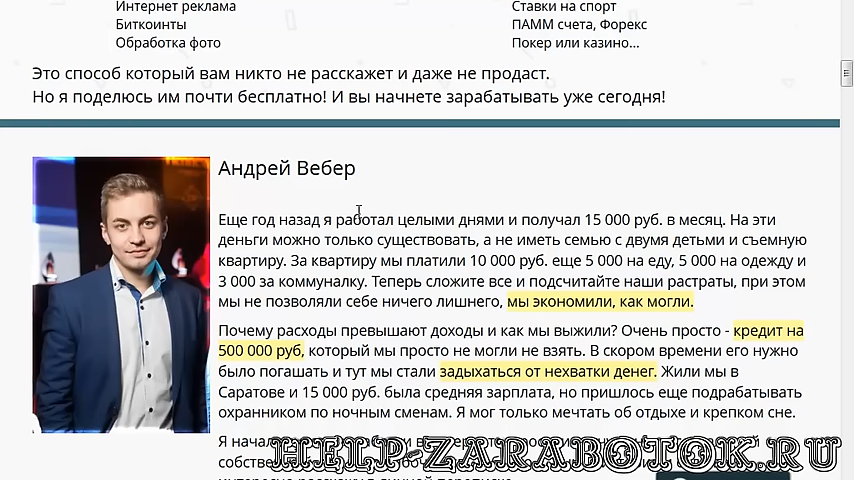 Интернет реклама
Ставки на спорт
Биткоинты
ПАММ счета, Форекс
Обработка фото
Покер или казино...
Это способ который вам никто не расскажет и даже не продаст.
Но я поделюсь им почти бесплатно! И вы начнете зарабатывать уже сегодня!
Андрей Вебер
Еще год назад я работал целыми днями и получал 15 000 руб. в месяц. На эти
деньги можно только существовать, а не иметь семью с двумя детьми и съемную
квартиру. За квартиру мы платили 10 000 руб. еще 5 000 на еду, 5 000 на одежду и
3 000 за коммуналку. Теперь сложите все и подсчитайте наши растраты, при этом
мы не позволяли себе ничего лишнего, мы экономили, как могли.
Почему расходы превышают доходы и как мы выжили? Очень просто - кредит на
500 000 руб, который мы просто не могли не взять. В скором времени его нужно
было погашать и тут мы стали задыхаться от нехватки денег. Жили мы в
Саратове и 15 000 руб. была средняя зарплата, но пришлось еще подрабатывать
охранником по ночным сменам. Я мог только мечтать об отдыхе и крепком сне.
Я начал
HELP-ZARABOTOK.RU